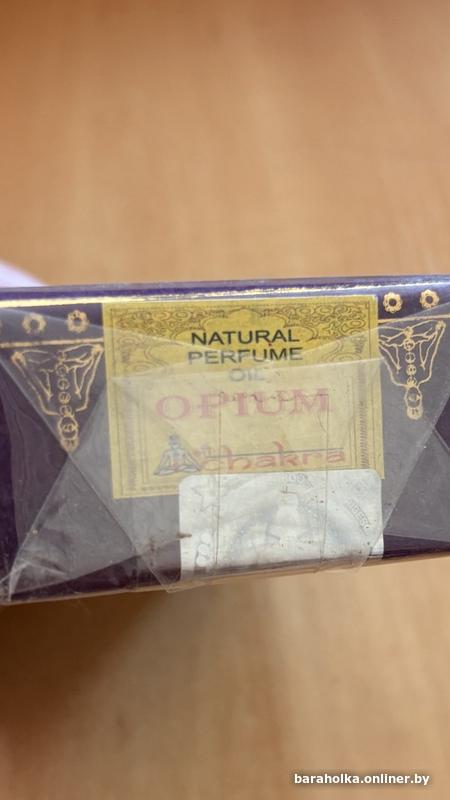 NATURAL
PERFUME
OIL
OPIUM
chakra
baraholka.onliner.by